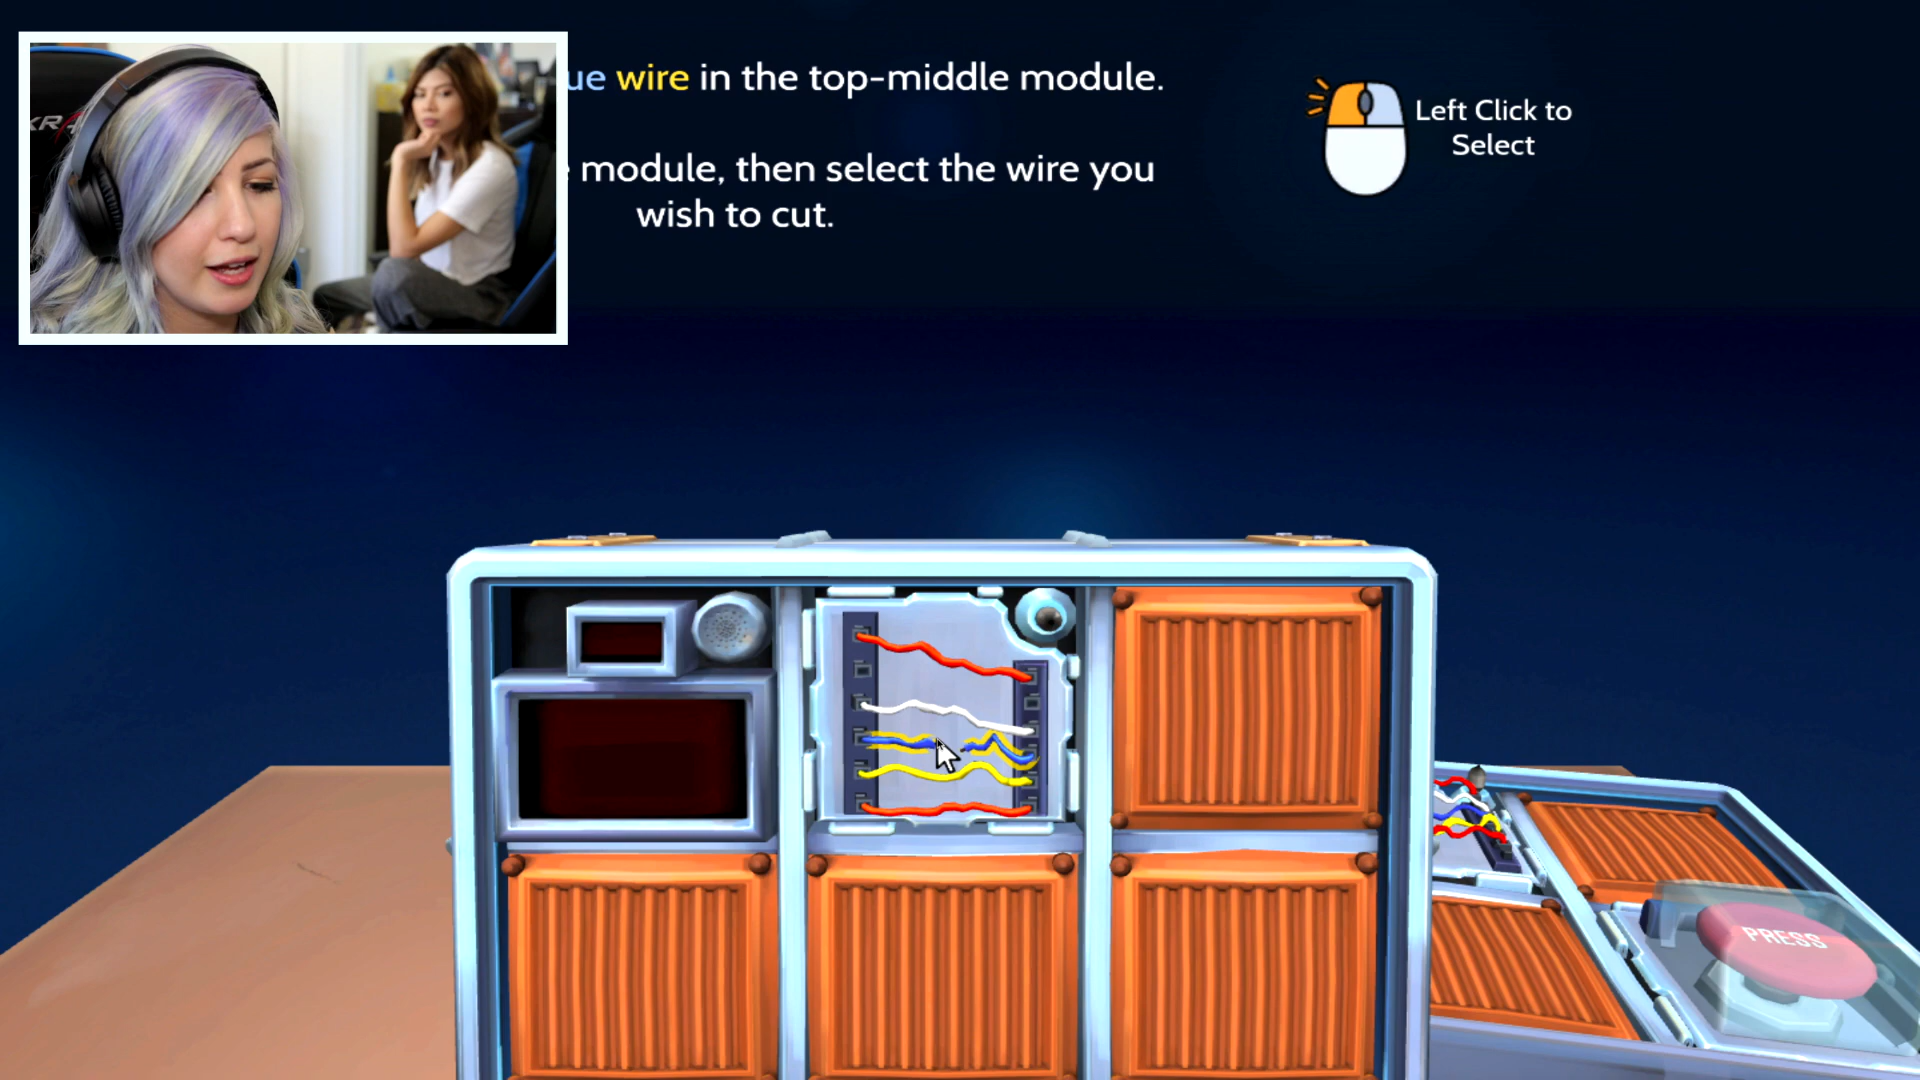 ue wire in the top-middle module.
module, then select the wire you
wish to cut.
Left Click to
Select
PRESS